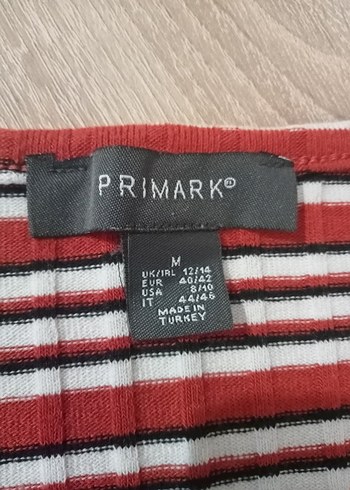 PRIMARK®
M
UK/IRL 12/14
EUR 40/42
USA 8/10
IT 44/46
MADE IN
TURKEY